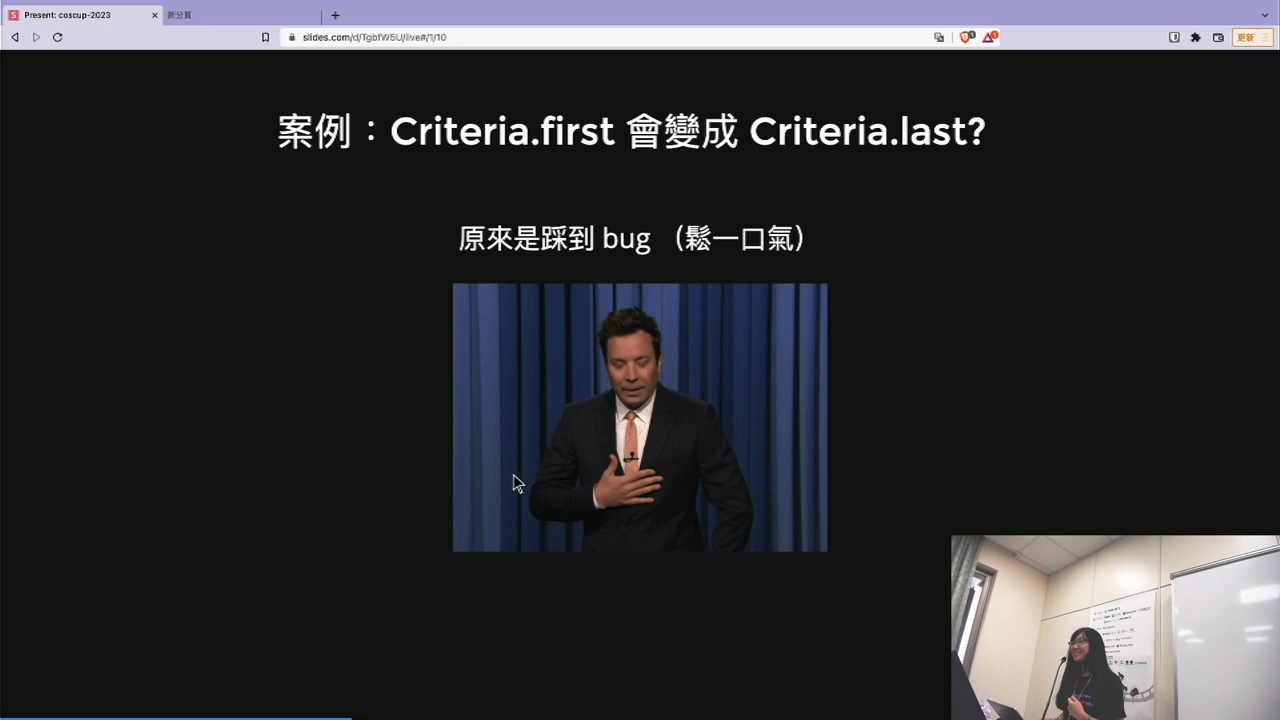 Present: coscup-2023
新分頁
slides.com/d/TgbfW5U/live#/1/10
更新
案例：Criteria.first 會變成 Criteria.last?
原來是踩到 bug （鬆一口氣）